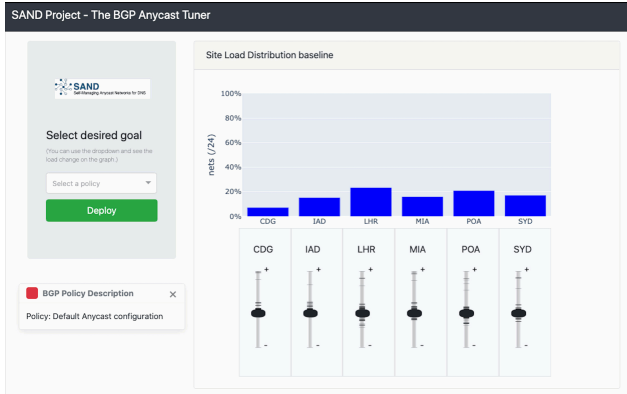 SAND Project - The BGP Anycast Tuner
SAND
Self-Managing Anycast Networks for DNS
Select desired goal
(You can use the dropdown and see the
load change on the graph.)
Select a policy
Deploy
BGP Policy Description
×
Policy: Default Anycast configuration
Site Load Distribution baseline
nets (/24)
100%
80%
60%
40%
20%
0%
CDG IAD LHR MIA POA SYD
CDG IAD LHR MIA POA SYD
+ + + + + +
- - - - - -